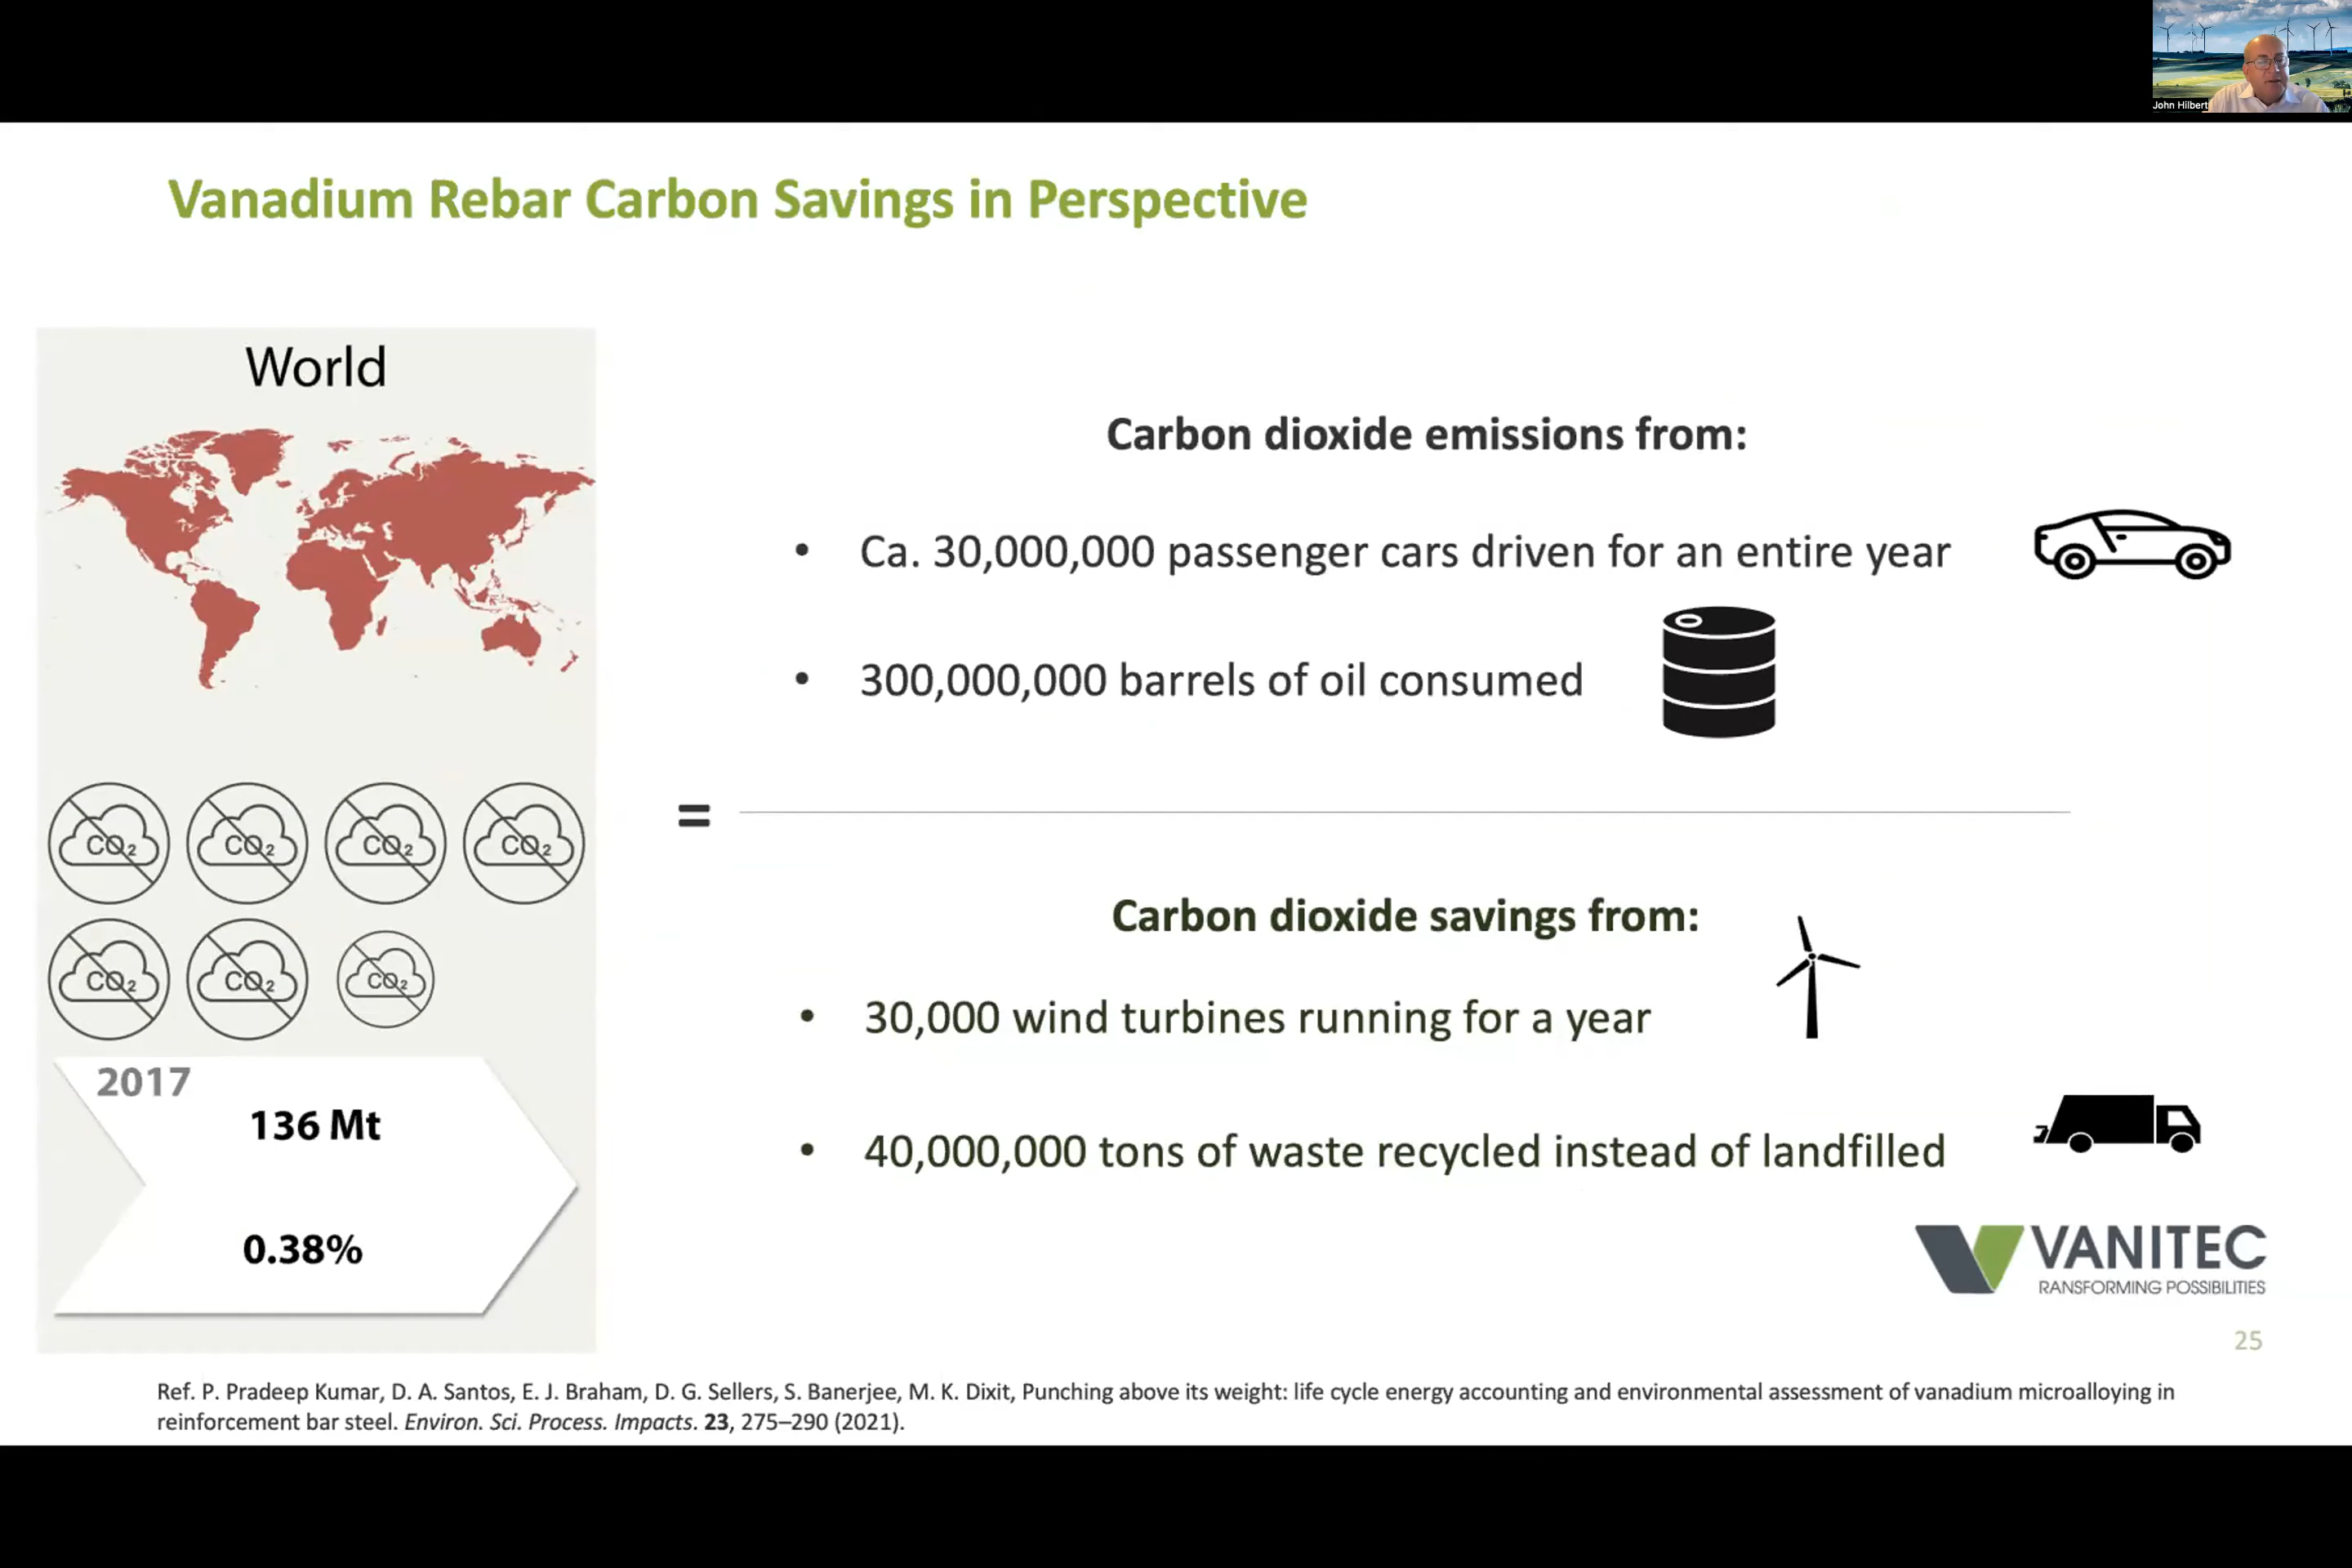 John Hilbert
Vanadium Rebar Carbon Savings in Perspective
World
CO2 CO2 CO2 CO2
CO2 CO2 CO2
2017
136 Mt
0.38%
=
Carbon dioxide emissions from:
• Ca. 30,000,000 passenger cars driven for an entire year
• 300,000,000 barrels of oil consumed
Carbon dioxide savings from:
• 30,000 wind turbines running for a year
• 40,000,000 tons of waste recycled instead of landfilled
VANITEC
RANSFORMING POSSIBILITIES
25
Ref. P. Pradeep Kumar, D. A. Santos, E. J. Braham, D. G. Sellers, S. Banerjee, M. K. Dixit, Punching above its weight: life cycle energy accounting and environmental assessment of vanadium microalloying in
reinforcement bar steel. Environ. Sci. Process. Impacts. 23, 275–290 (2021).